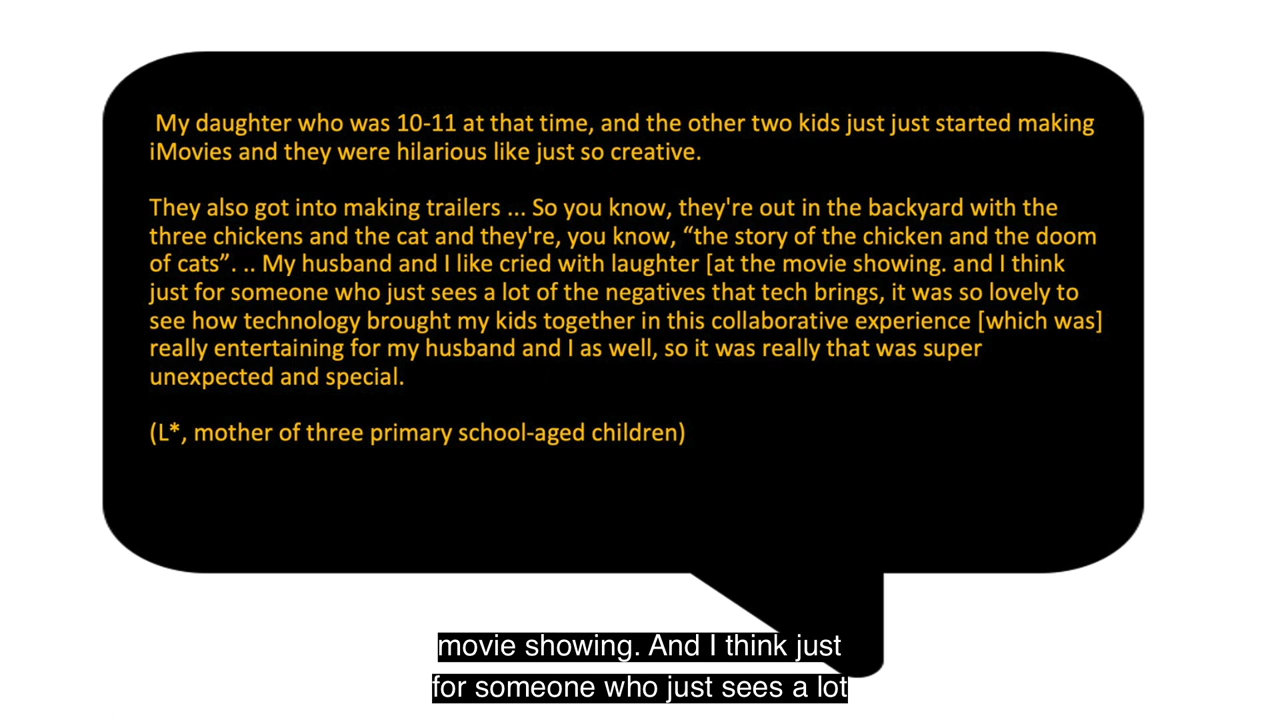 My daughter who was 10-11 at that time, and the other two kids just just started making
iMovies and they were hilarious like just so creative.
They also got into making trailers ... So you know, they're out in the backyard with the
three chickens and the cat and they're, you know, “the story of the chicken and the doom
of cats”. .. My husband and I like cried with laughter [at the movie showing. and I think
just for someone who just sees a lot of the negatives that tech brings, it was so lovely to
see how technology brought my kids together in this collaborative experience [which was]
really entertaining for my husband and I as well, so it was really that was super
unexpected and special.
(L*, mother of three primary school-aged children)
movie showing. And I think just
for someone who just sees a lot